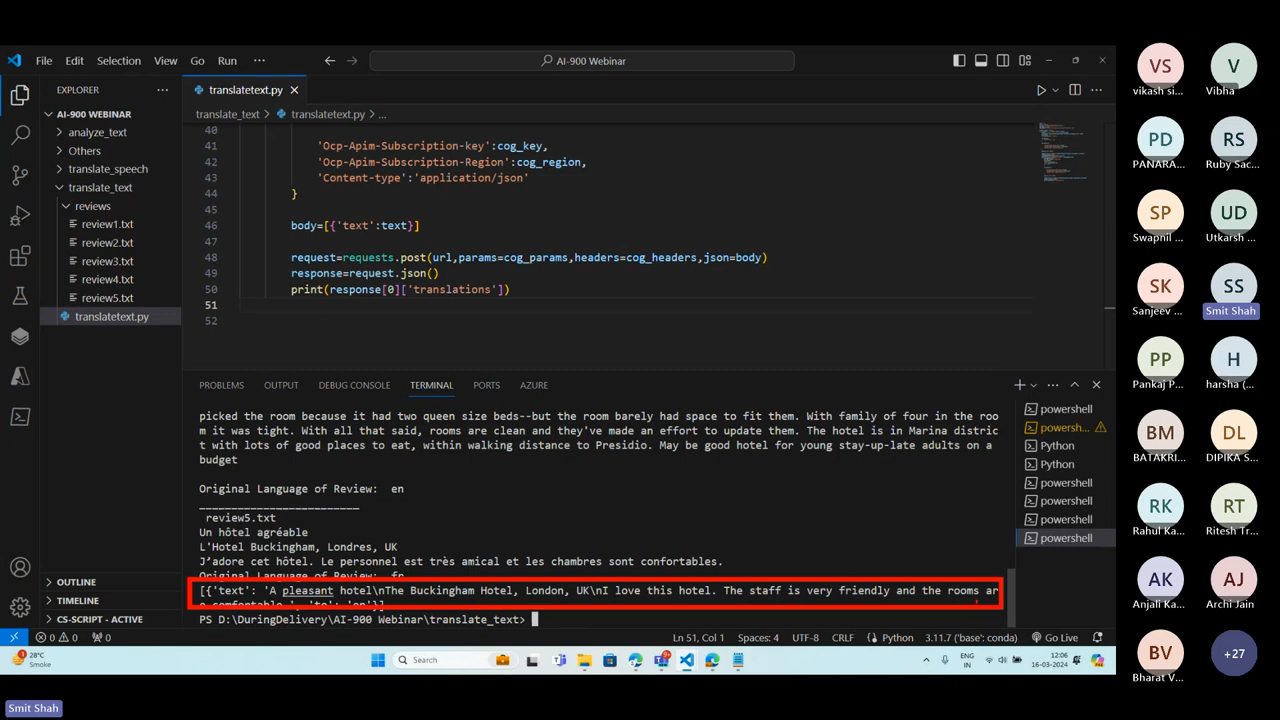 File Edit Selection View Go Run ···
AI-900 Webinar
EXPLORER
AI-900 WEBINAR
analyze_text
Others
translate_speech
translate_text
reviews
review1.txt
review2.txt
review3.txt
review4.txt
review5.txt
translatetext.py
OUTLINE
TIMELINE
CS-SCRIPT - ACTIVE
translatetext.py
translate_text > translatetext.py > ...
40
41 'Ocp-Apim-Subscription-key':cog_key,
42 'Ocp-Apim-Subscription-Region':cog_region,
43 'Content-type':'application/json'
44 }
45
46 body=[{'text':text}]
47
48 request=requests.post(url,params=cog_params,headers=cog_headers,json=body)
49 response=request.json()
50 print(response[0]['translations'])
51
52
PROBLEMS OUTPUT DEBUG CONSOLE TERMINAL PORTS AZURE
picked the room because it had two queen size beds--but the room barely had space to fit them. With family of four in the roo
m it was tight. With all that said, rooms are clean and they've made an effort to update them. The hotel is in Marina distric
t with lots of good places to eat, within walking distance to Presidio. May be good hotel for young stay-up-late adults on a
budget
Original Language of Review: en
_________________________
review5.txt
Un hôtel agréable
L'Hotel Buckingham, Londres, UK
J'adore cet hôtel. Le personnel est très amical et les chambres sont confortables.
Original Language of Review: fr
[{'text': 'A pleasant hotel\nThe Buckingham Hotel, London, UK\nI love this hotel. The staff is very friendly and the rooms ar
e comfortable.', 'to': 'en'}]
PS D:\DuringDelivery\AI-900 Webinar\translate_text>
powershell
powersh...
Python
Python
powershell
powershell
powershell
powershell
0 0 0
Ln 51, Col 1 Spaces: 4 UTF-8 CRLF Python 3.11.7 ('base': conda) Go Live
28°C
Smoke
Search
9+
ENG
IN
12:06
16-03-2024
VS V
vikash si... Vibha
PD RS
PANARA... Ruby Sac...
SP UD
Swapnil ... Utkarsh ...
SK SS
Sanjeev ... Smit Shah
PP H
Pankaj P... harsha (...
BM DL
BATAKRI... DIPIKA S...
RK RT
Rahul Ka... Ritesh Tr...
AK AJ
Anjali Ka... Archi Jain
BV +27
Bharat V...
Smit Shah